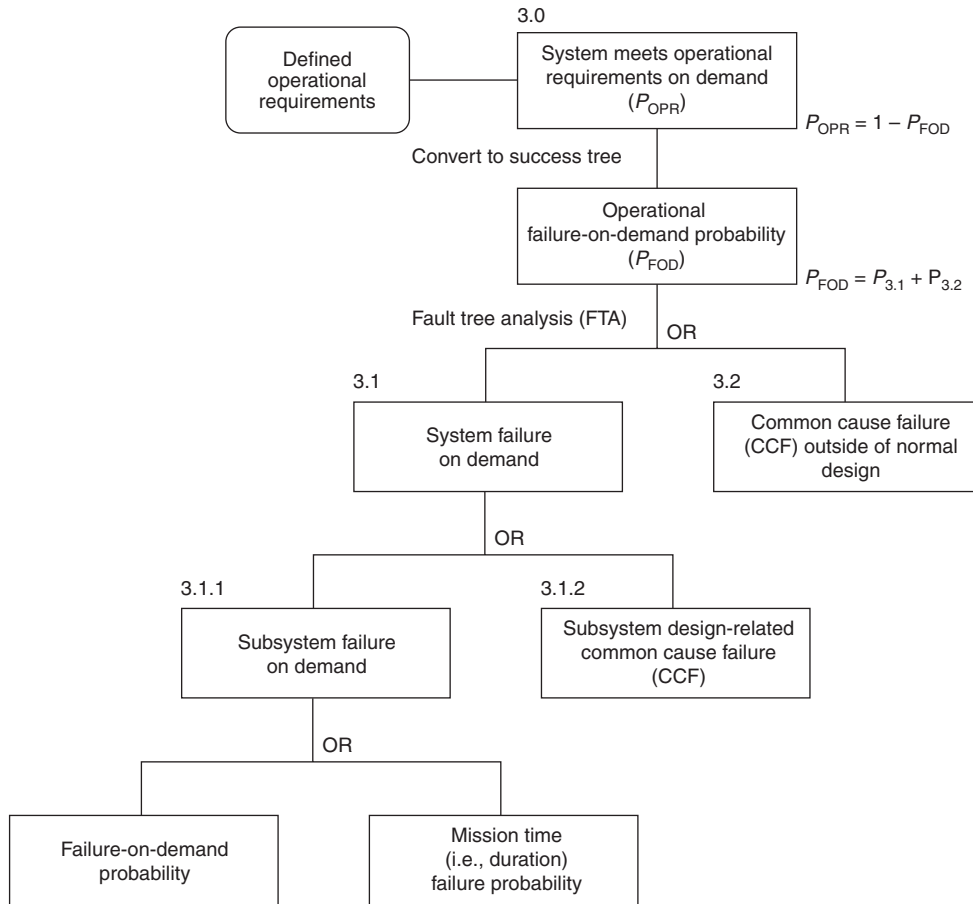 3.0
Defined
operational
requirements
System meets operational
requirements on demand
(P_OPR)
P_OPR = 1 – P_FOD
Convert to success tree
Operational
failure-on-demand probability
(P_FOD)
P_FOD = P_3.1 + P_3.2
Fault tree analysis (FTA)
OR
3.1
3.2
System failure
on demand
Common cause failure
(CCF) outside of normal
design
OR
3.1.1
3.1.2
Subsystem failure
on demand
Subsystem design-related
common cause failure
(CCF)
OR
Failure-on-demand
probability
Mission time
(i.e., duration)
failure probability